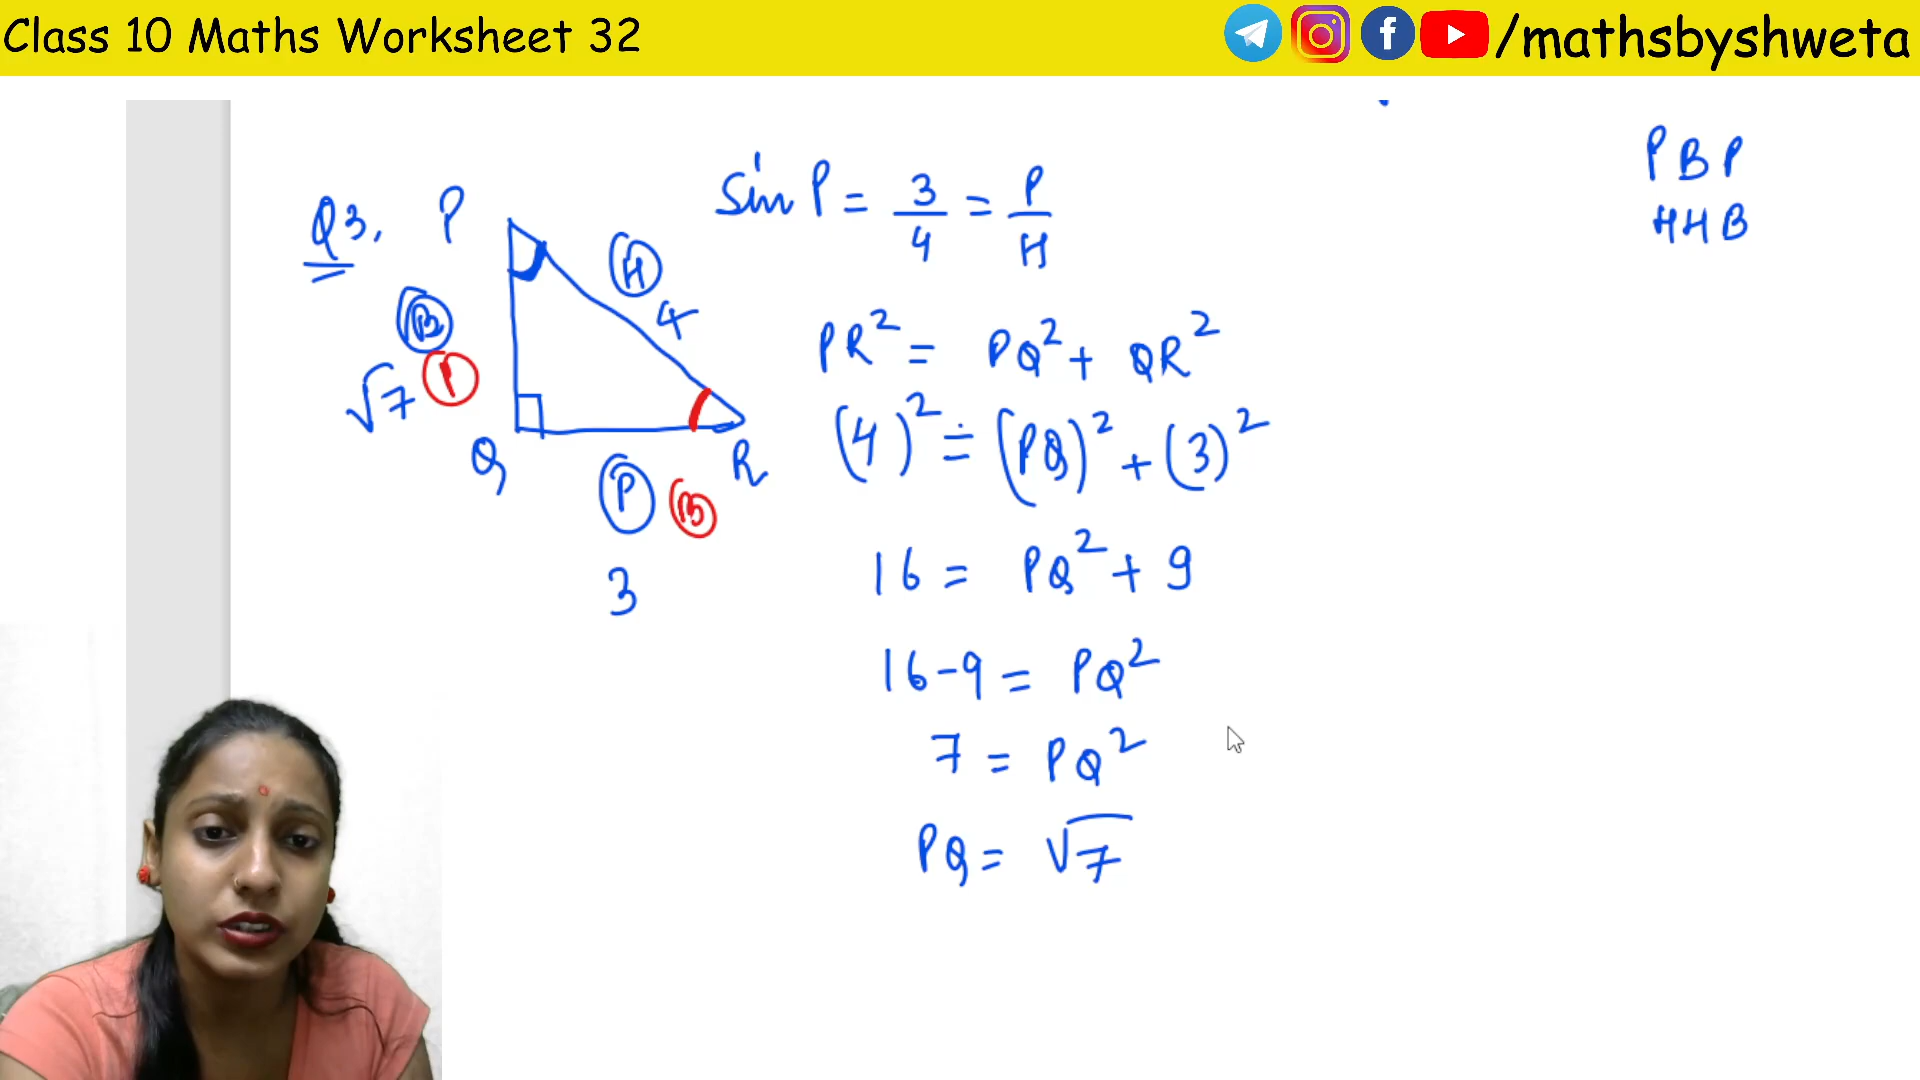 Class 10 Maths Worksheet 32
/mathsbyshweta
PBP
HHB
Q3.
P
H
4
B
√7
P
Q
R
P
B
3
sin P = 3/4 = P/H
PR² = PQ² + QR²
(4)² = (PQ)² + (3)²
16 = PQ² + 9
16-9 = PQ²
7 = PQ²
PQ = √7